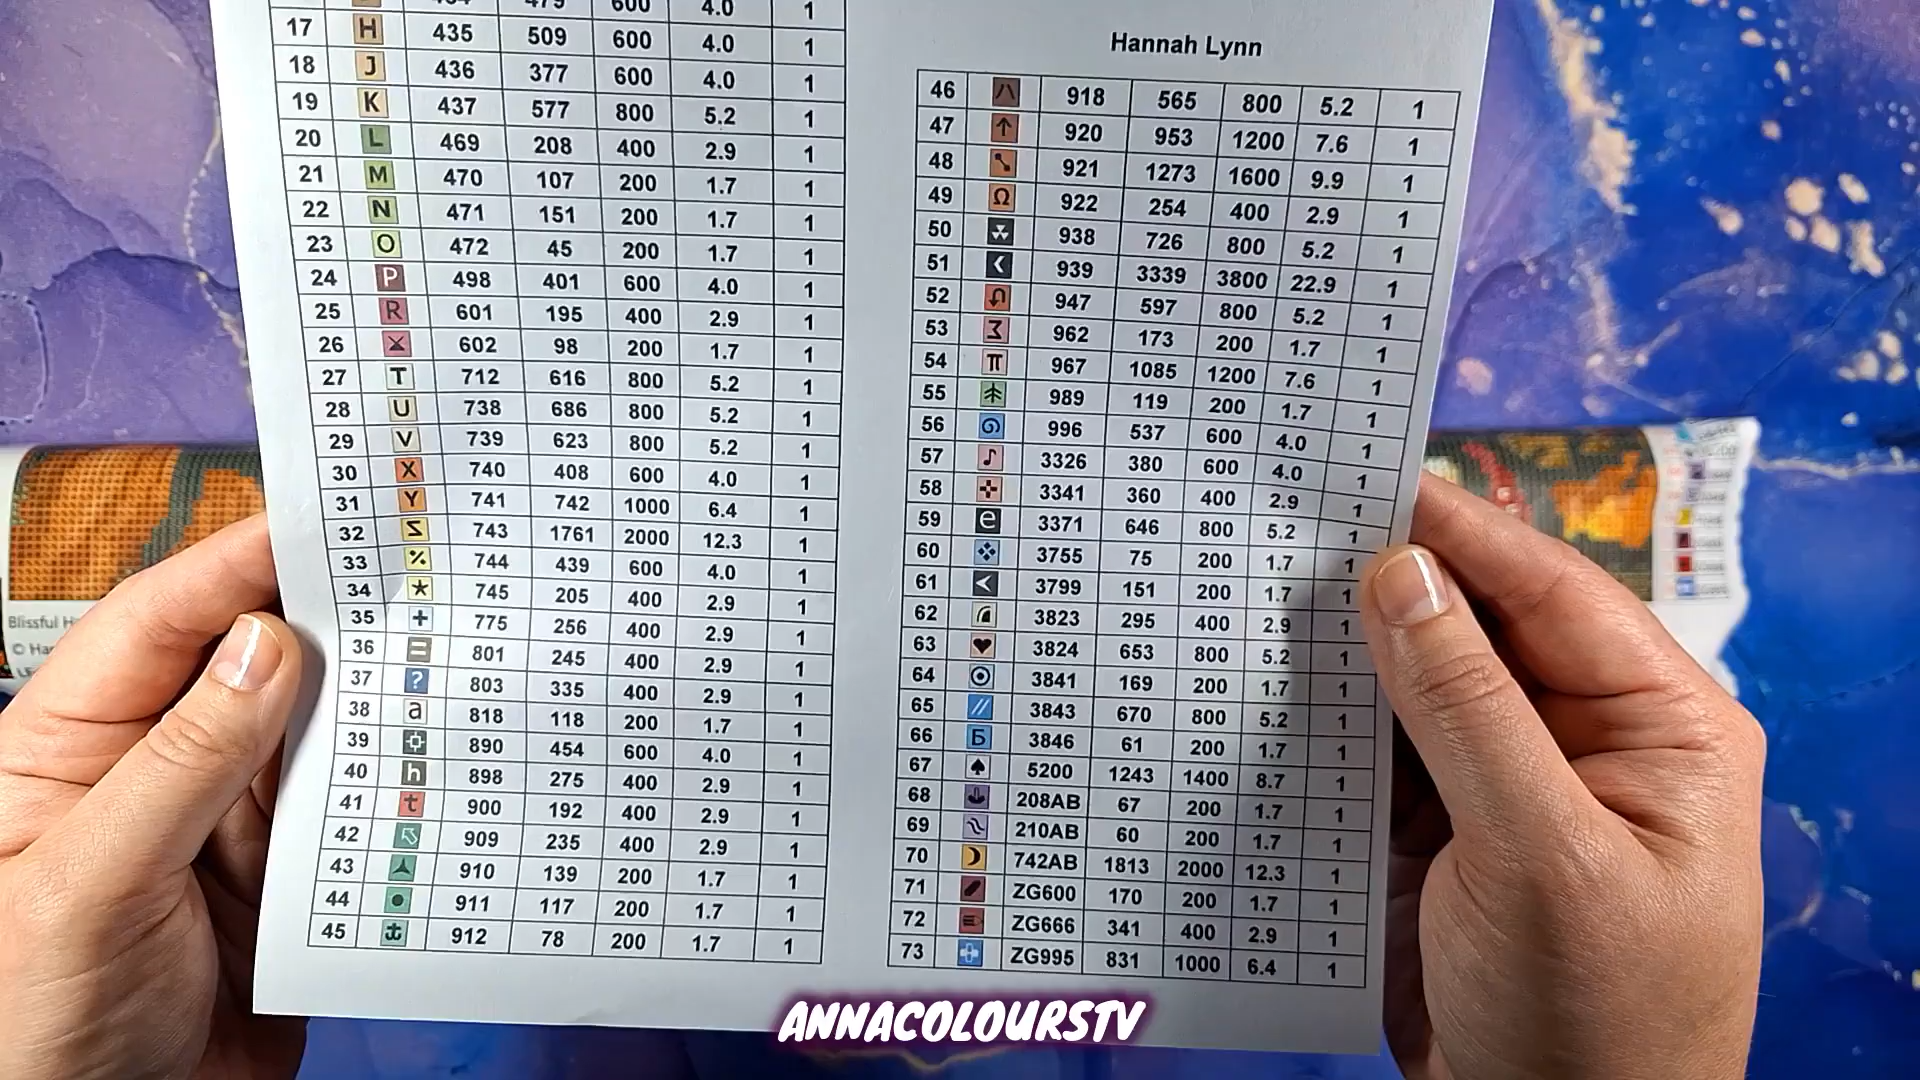 479 600 4.0 1
17 H 435 509 600 4.0 1
18 J 436 377 600 4.0 1
19 K 437 577 800 5.2 1
20 L 469 208 400 2.9 1
21 M 470 107 200 1.7 1
22 N 471 151 200 1.7 1
23 O 472 45 200 1.7 1
24 P 498 401 600 4.0 1
25 R 601 195 400 2.9 1
26 602 98 200 1.7 1
27 T 712 616 800 5.2 1
28 U 738 686 800 5.2 1
29 V 739 623 800 5.2 1
30 X 740 408 600 4.0 1
31 Y 741 742 1000 6.4 1
32 743 1761 2000 12.3 1
33 % 744 439 600 4.0 1
34 ★ 745 205 400 2.9 1
35 + 775 256 400 2.9 1
36 = 801 245 400 2.9 1
37 ? 803 335 400 2.9 1
38 a 818 118 200 1.7 1
39 890 454 600 4.0 1
40 h 898 275 400 2.9 1
41 t 900 192 400 2.9 1
42 909 235 400 2.9 1
43 910 139 200 1.7 1
44 ● 911 117 200 1.7 1
45 ⚓ 912 78 200 1.7 1
Hannah Lynn
46 918 565 800 5.2 1
47 ↑ 920 953 1200 7.6 1
48 921 1273 1600 9.9 1
49 Ω 922 254 400 2.9 1
50 938 726 800 5.2 1
51 939 3339 3800 22.9 1
52 947 597 800 5.2 1
53 962 173 200 1.7 1
54 π 967 1085 1200 7.6 1
55 989 119 200 1.7 1
56 996 537 600 4.0 1
57 ♪ 3326 380 600 4.0 1
58 3341 360 400 2.9 1
59 e 3371 646 800 5.2 1
60 ❖ 3755 75 200 1.7 1
61 3799 151 200 1.7 1
62 3823 295 400 2.9 1
63 ♥ 3824 653 800 5.2 1
64 3841 169 200 1.7 1
65 // 3843 670 800 5.2 1
66 Б 3846 61 200 1.7 1
67 ♠ 5200 1243 1400 8.7 1
68 208AB 67 200 1.7 1
69 210AB 60 200 1.7 1
70 742AB 1813 2000 12.3 1
71 ZG600 170 200 1.7 1
72 ZG666 341 400 2.9 1
73 ZG995 831 1000 6.4 1
Blissful
©
ANNACOLOURSTV